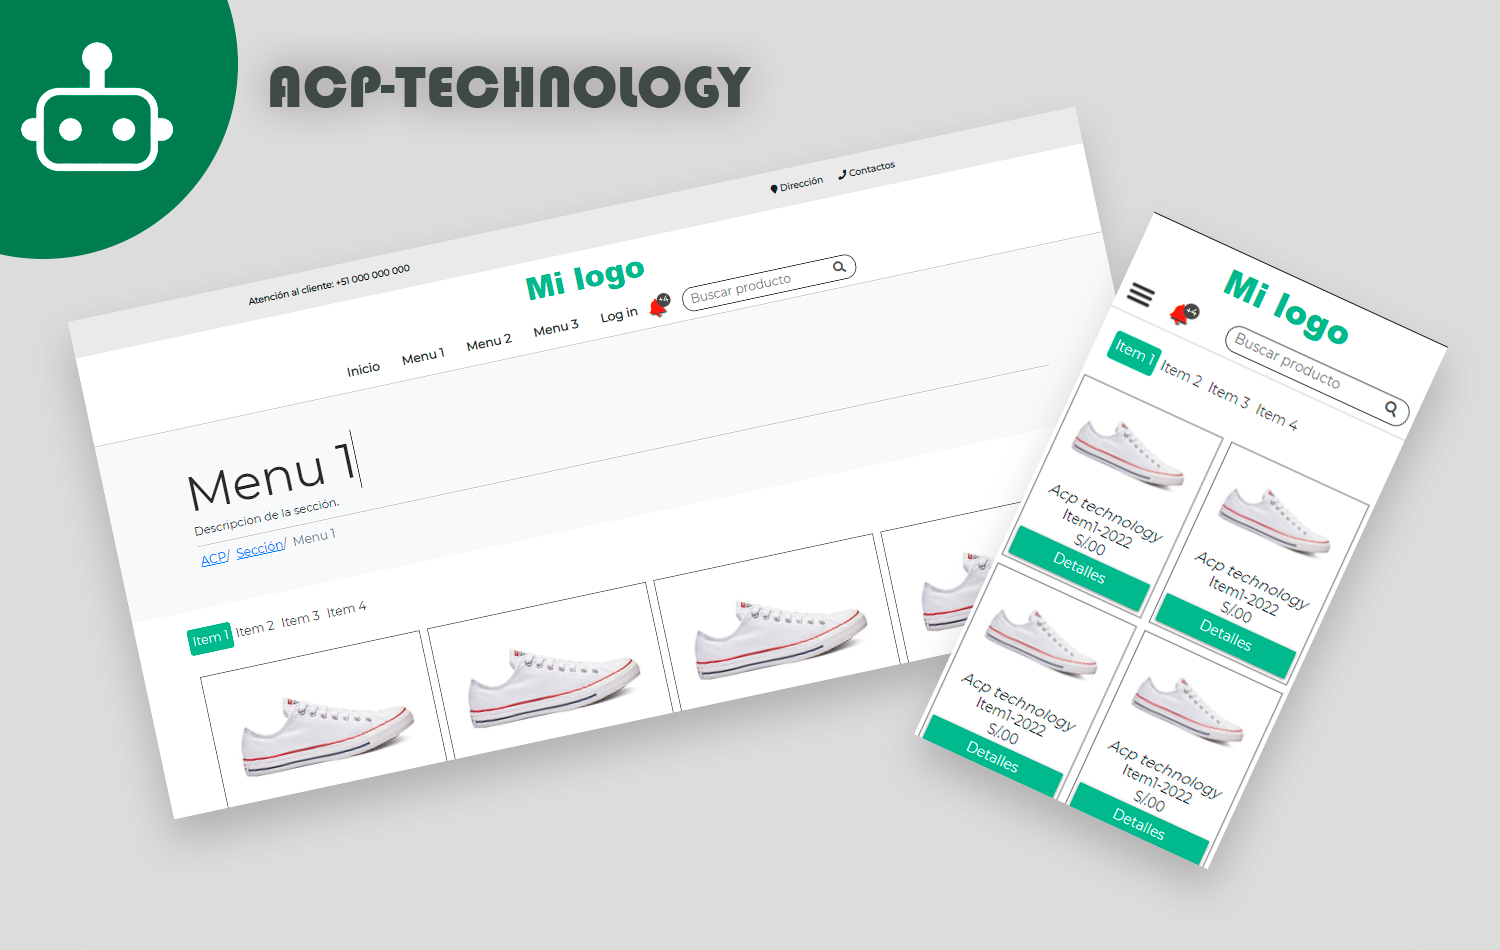 ACP-TECHNOLOGY
Atención al cliente: +51 000 000 000
Dirección
Contactos
Mi logo
Inicio
Menu 1
Menu 2
Menu 3
Log in
+4
Buscar producto
Menu 1
Descripcion de la sección.
ACP/ Sección/ Menu 1
Item 1 Item 2 Item 3 Item 4
Mi logo
+4
Buscar producto
Item 1 Item 2 Item 3 Item 4
Acp technology
Item1-2022
S/.00
Detalles
Acp technology
Item1-2022
S/.00
Detalles
Acp technology
Item1-2022
S/.00
Detalles
Acp technology
Item1-2022
S/.00
Detalles